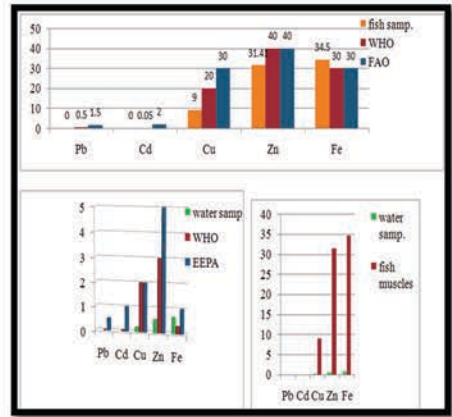 50
40
30
20
10
0
0 0.5 1.5
0 0.05 2
9 20 30
31.4 40 40
34.5 30 30
Pb Cd Cu Zn Fe
fish samp.
WHO
FAO
5
4
3
2
1
0
Pb Cd Cu Zn Fe
water samp
WHO
EEPA
40
35
30
25
20
15
10
5
0
Pb Cd Cu Zn Fe
water
samp.
fish
muscles